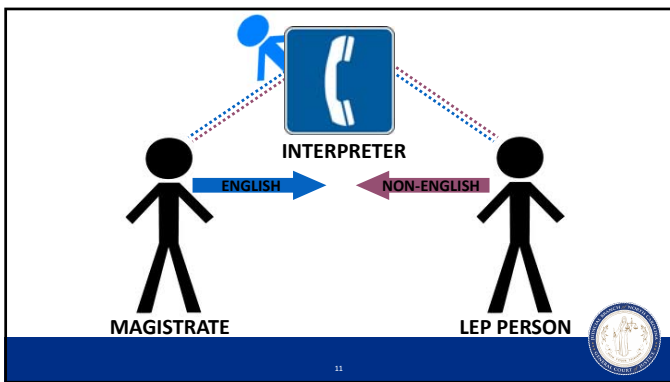 INTERPRETER
ENGLISH
NON-ENGLISH
MAGISTRATE
LEP PERSON
11